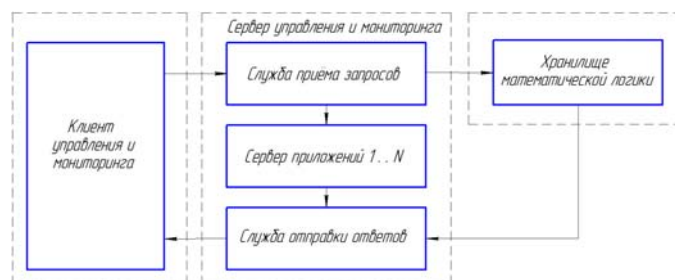 Сервер управления и мониторинга
Служба приёма запросов
Хранилище
математической логики
Клиент
управления и
мониторинга
Сервер приложений 1 . . N
Служба отправки ответов